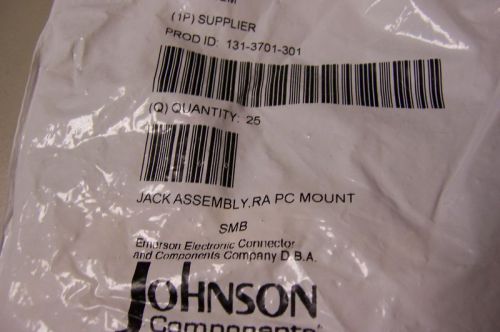 (1P) SUPPLIER
PROD ID: 131-3701-301
(Q) QUANTITY: 25
JACK ASSEMBLY,RA PC MOUNT
SMB
Emerson Electronic Connector
and Components Company D.B.A.
JOHNSON
Components